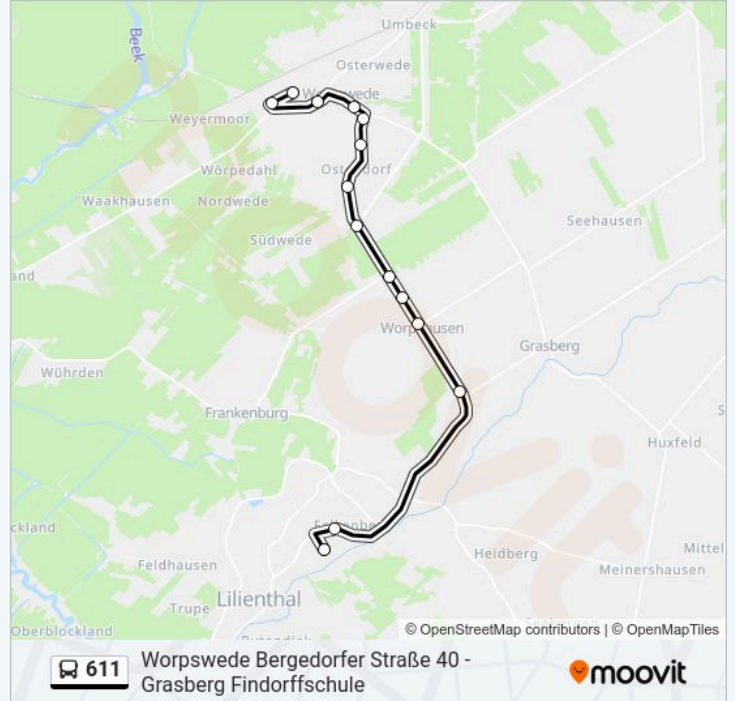 Umbeck
Beek
Osterwede
Weyermoor
Wörpedahl
Waakhausen
Nordwede
Seehausen
Südwede
Grasberg
Wührden
Frankenburg
Huxfeld
Heidberg
Mittel
Feldhausen
Meinershausen
Trupe
Lilienthal
Oberblockland
© OpenStreetMap contributors | © OpenMapTiles
611
Worpswede Bergedorfer Straße 40 -
Grasberg Findorffschule
moovit